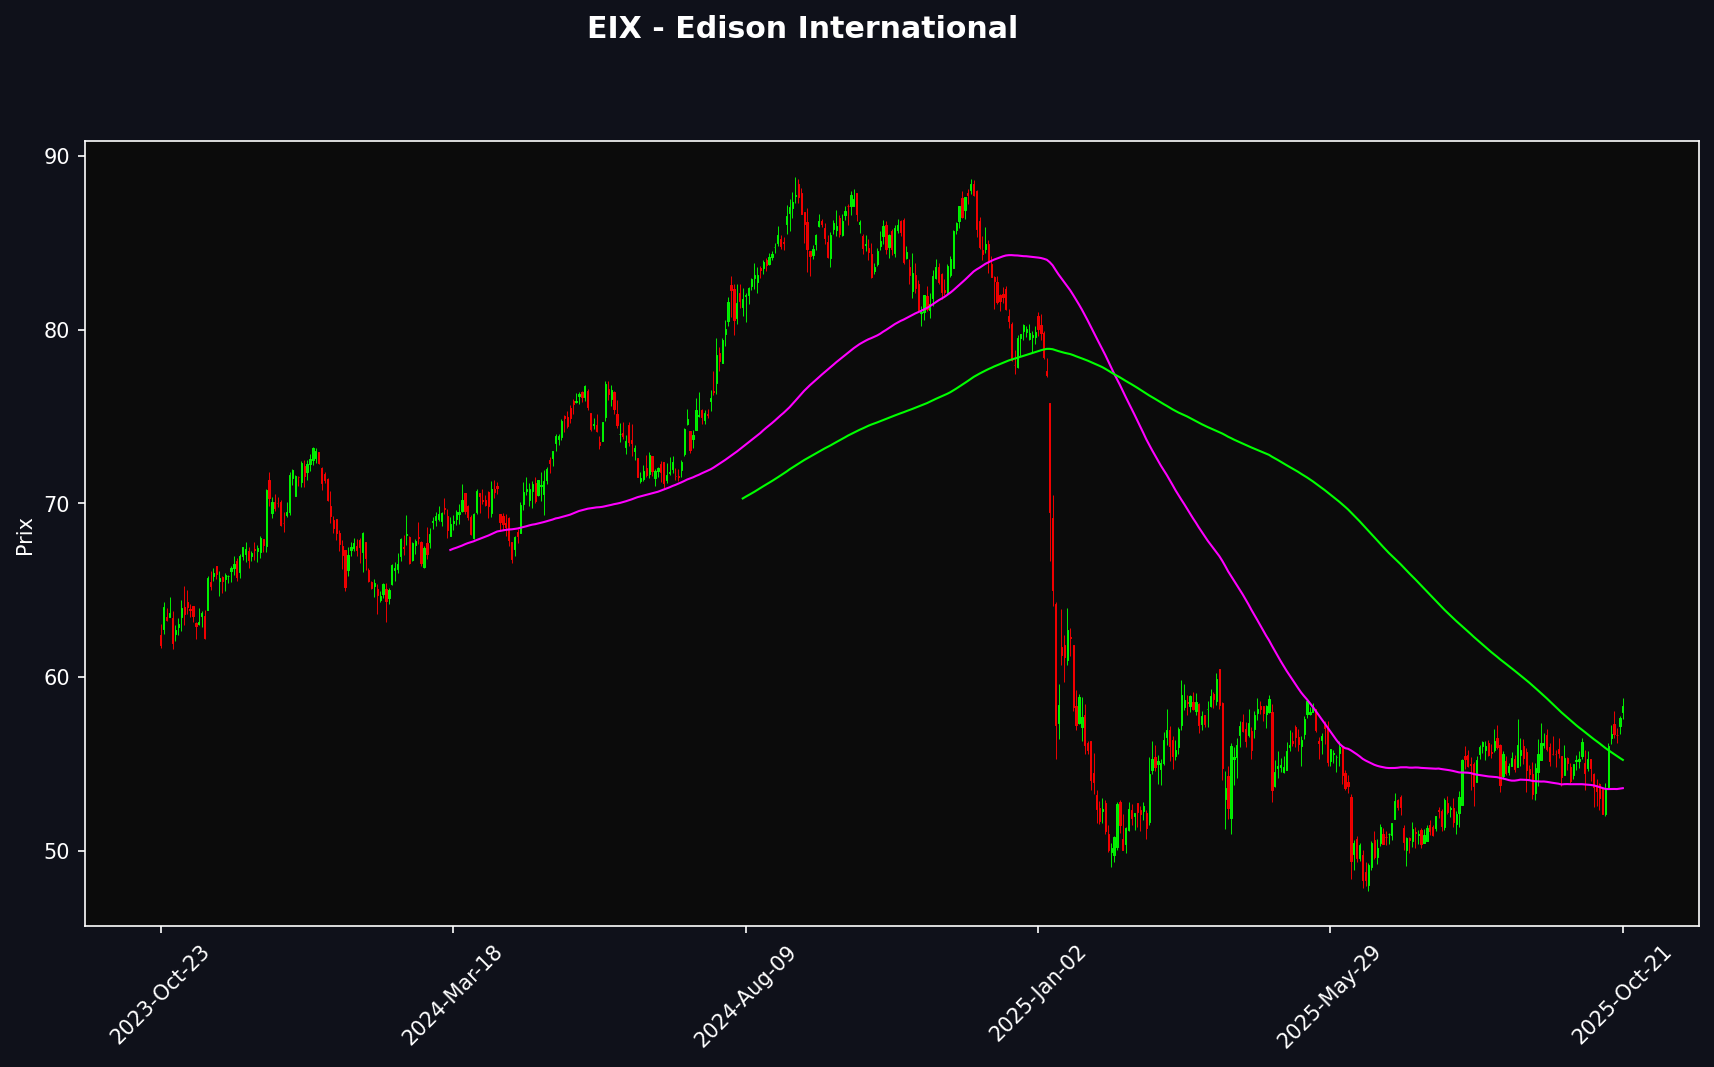 EIX - Edison International
90
80
70
60
50
Prix
2023-Oct-23
2024-Mar-18
2024-Aug-09
2025-Jan-02
2025-May-29
2025-Oct-21